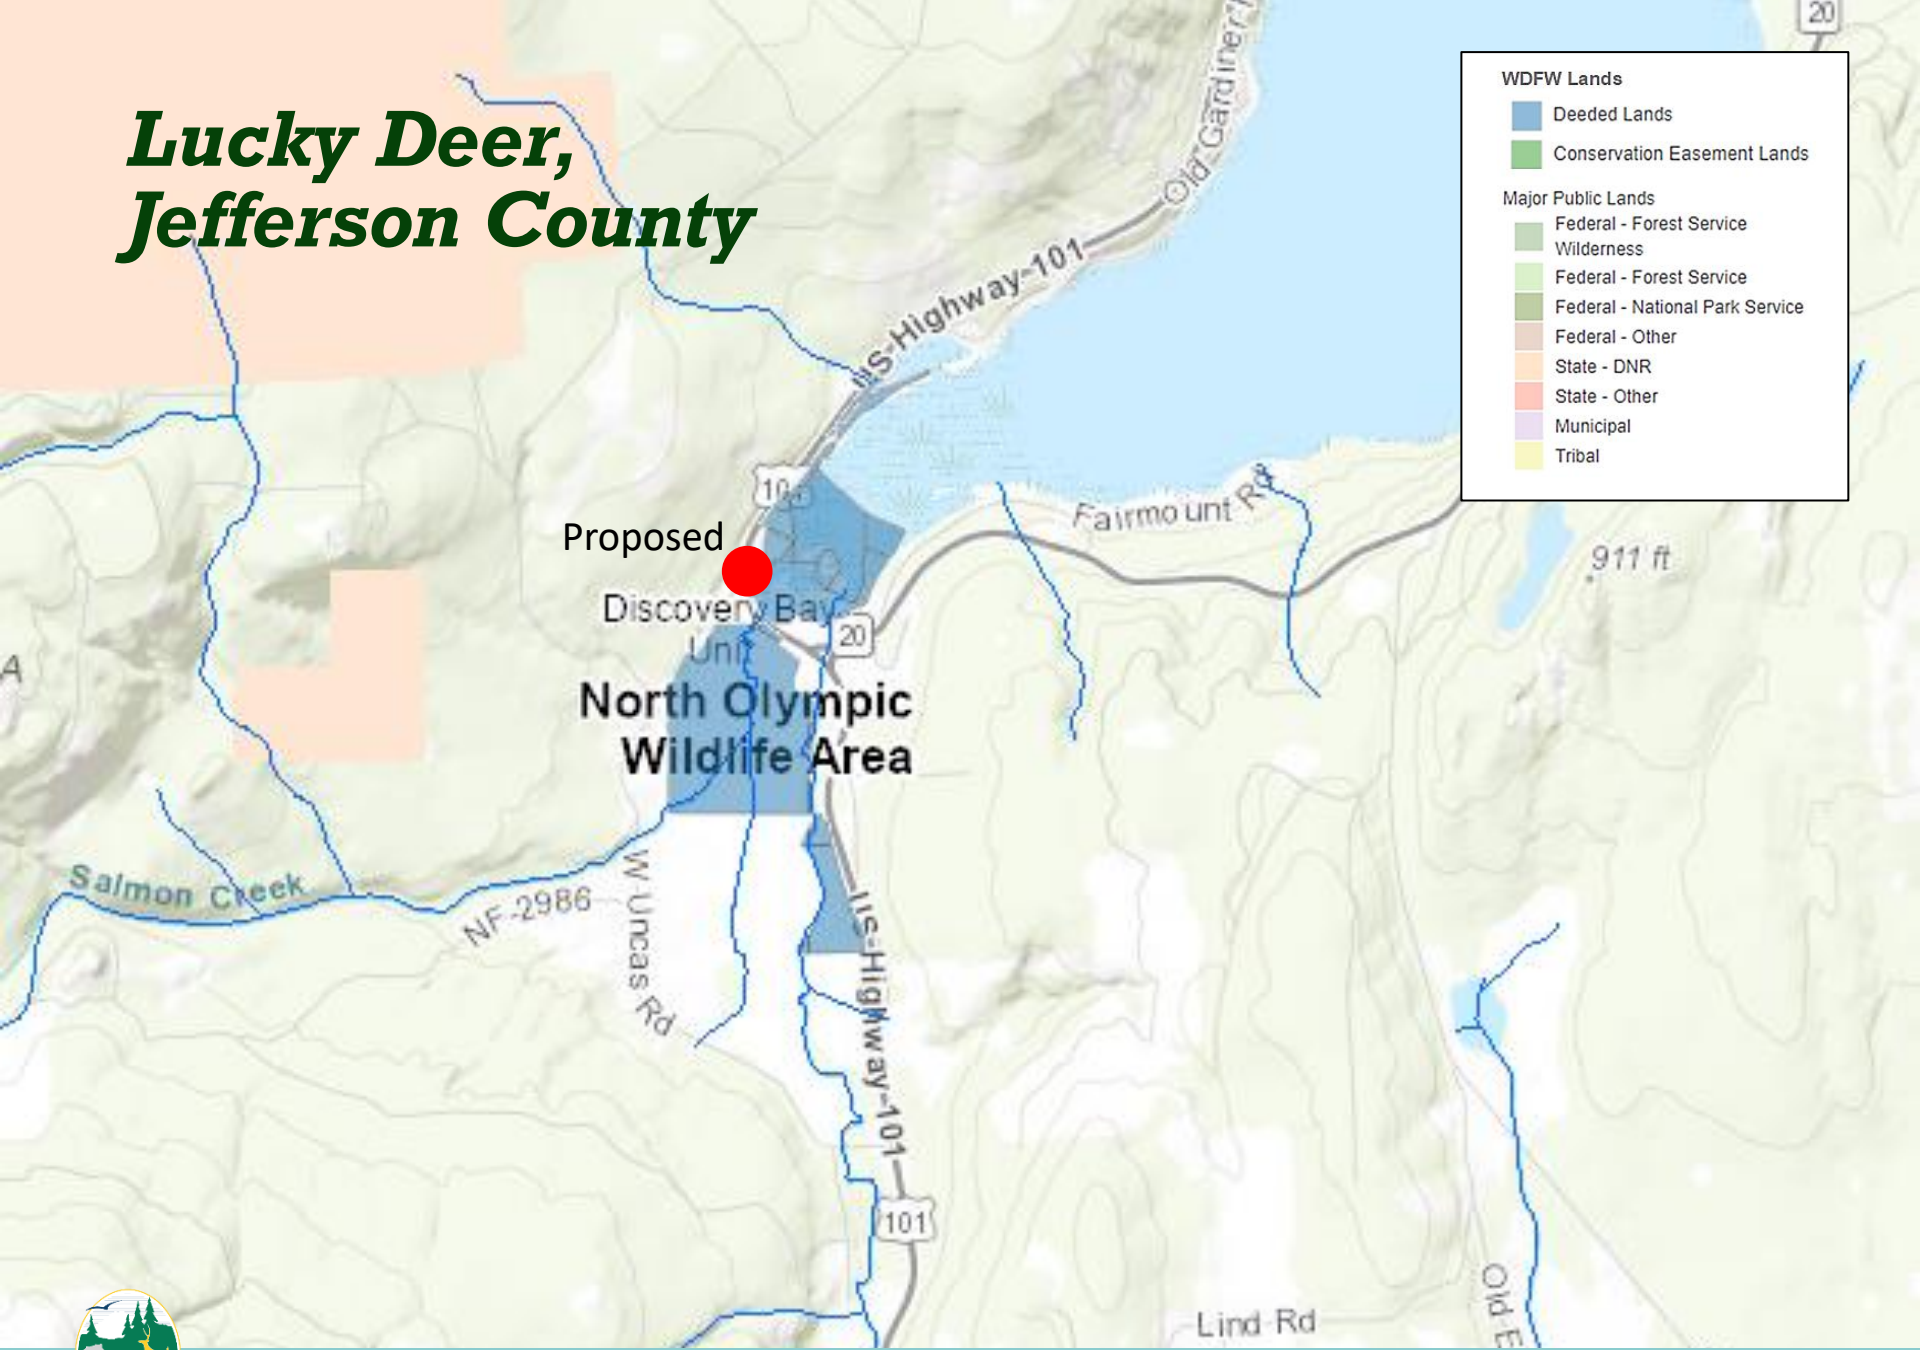 Lucky Deer,
Jefferson County
20
WDFW Lands
Deeded Lands
Conservation Easement Lands
Major Public Lands
Federal - Forest Service
Wilderness
Federal - Forest Service
Federal - National Park Service
Federal - Other
State - DNR
State - Other
Municipal
Tribal
US-Highway-101
Fairmount Rd
911 ft
Proposed
Discovery Bay
Unit
20
A
North Olympic
Wildlife Area
Salmon Creek
NF-2986
W Uncas Rd
US-Highway-101
101
Lind Rd